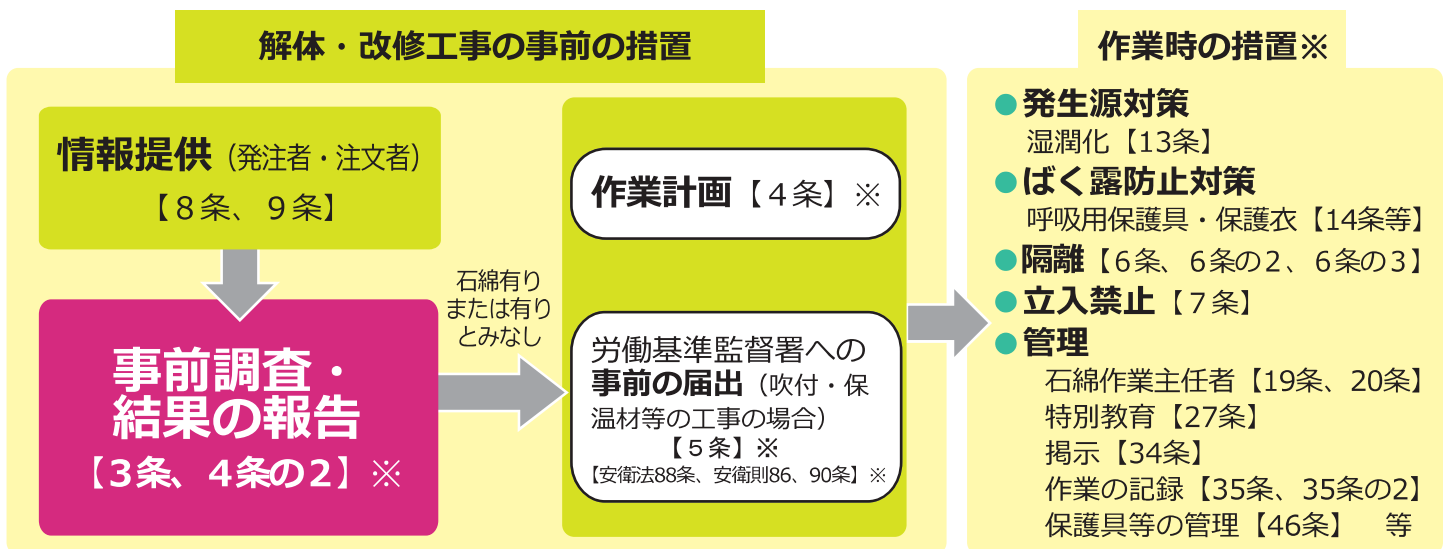 解体・改修工事の事前の措置
情報提供（発注者・注文者）
【８条、９条】
事前調査・
結果の報告
【３条、４条の２】※
石綿有り
または有り
とみなし
作業計画【４条】※
労働基準監督署への
事前の届出（吹付・保
温材等の工事の場合）
【５条】※
【安衛法88条、安衛則86、90条】※
作業時の措置※
●発生源対策
湿潤化【13条】
●ばく露防止対策
呼吸用保護具・保護衣【14条等】
●隔離【６条、６条の２、６条の３】
●立入禁止【７条】
●管理
石綿作業主任者【19条、20条】
特別教育【27条】
掲示【34条】
作業の記録【35条、35条の2】
保護具等の管理【46条】　等